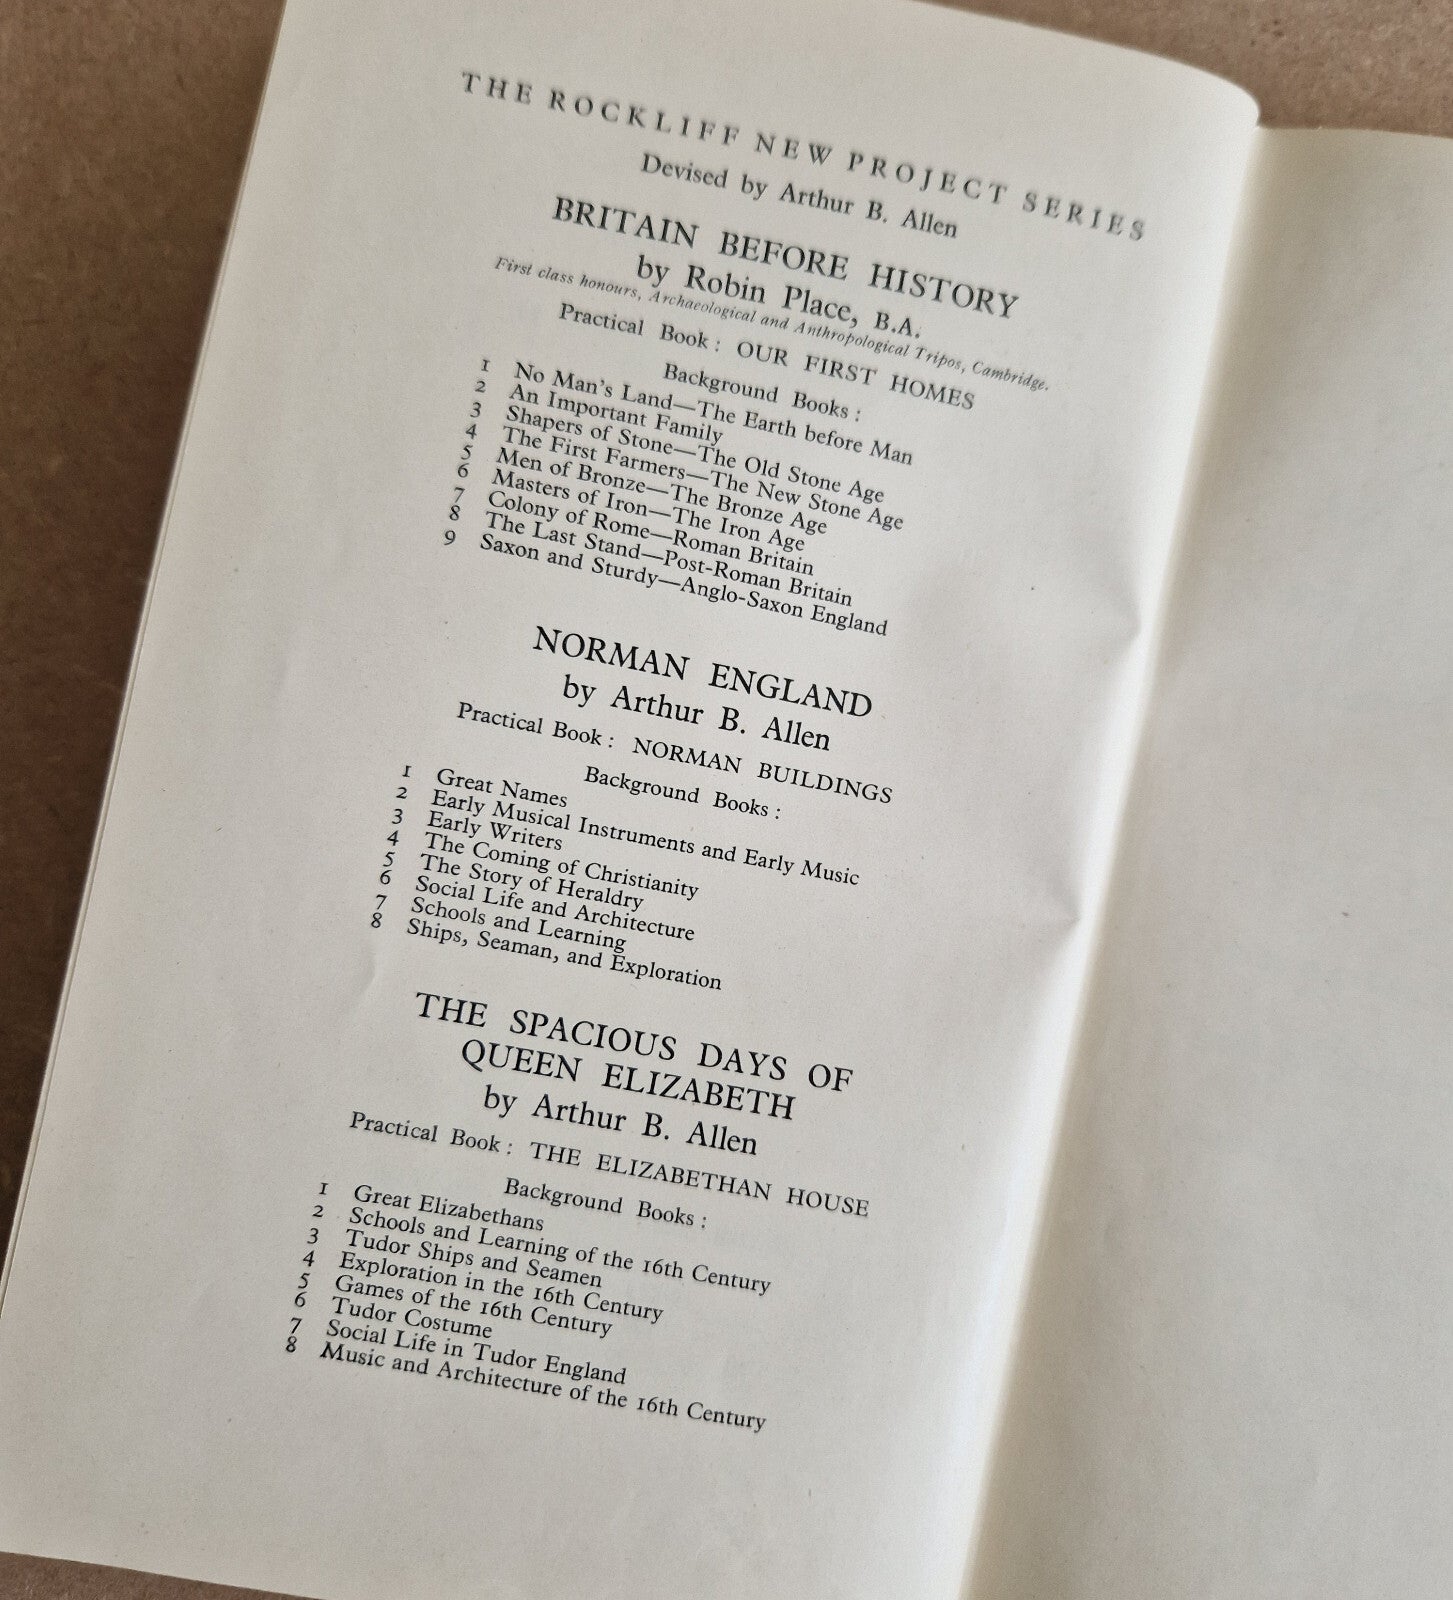 THE ROCKLIFF NEW PROJECT SERIES
Devised by Arthur B. Allen
BRITAIN BEFORE HISTORY
by Robin Place, B.A.
First class honours, Archaeological and Anthropological Tripos, Cambridge.
Practical Book: OUR FIRST HOMES
Background Books:
1 No Man's Land—The Earth before Man
2 An Important Family
3 Shapers of Stone—The Old Stone Age
4 The First Farmers—The New Stone Age
5 Men of Bronze—The Bronze Age
6 Masters of Iron—The Iron Age
7 Colony of Rome—Roman Britain
8 The Last Stand—Post-Roman Britain
9 Saxon and Sturdy—Anglo-Saxon England
NORMAN ENGLAND
by Arthur B. Allen
Practical Book: NORMAN BUILDINGS
Background Books:
1 Great Names
2 Early Musical Instruments and Early Music
3 Early Writers
4 The Coming of Christianity
5 The Story of Heraldry
6 Social Life and Architecture
7 Schools and Learning
8 Ships, Seaman, and Exploration
THE SPACIOUS DAYS OF
QUEEN ELIZABETH
by Arthur B. Allen
Practical Book: THE ELIZABETHAN HOUSE
Background Books:
1 Great Elizabethans
2 Schools and Learning of the 16th Century
3 Tudor Ships and Seamen
4 Exploration in the 16th Century
5 Games of the 16th Century
6 Tudor Costume
7 Social Life in Tudor England
8 Music and Architecture of the 16th Century